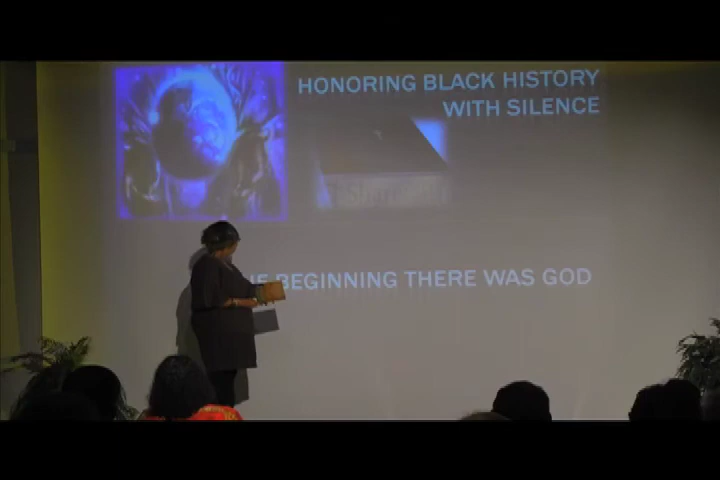 HONORING BLACK HISTORY
WITH SILENCE
BEGINNING THERE WAS GOD